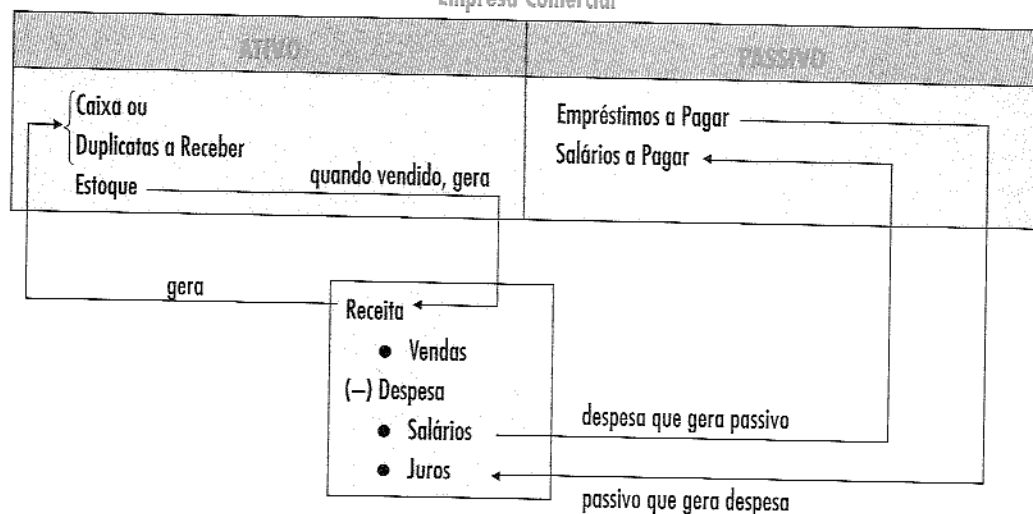 Empresa Comercial
ATIVO
PASSIVO
Caixa ou
Duplicatas a Receber
Estoque
quando vendido, gera
Empréstimos a Pagar
Salários a Pagar
gera
Receita
● Vendas
(–) Despesa
● Salários
● Juros
despesa que gera passivo
passivo que gera despesa